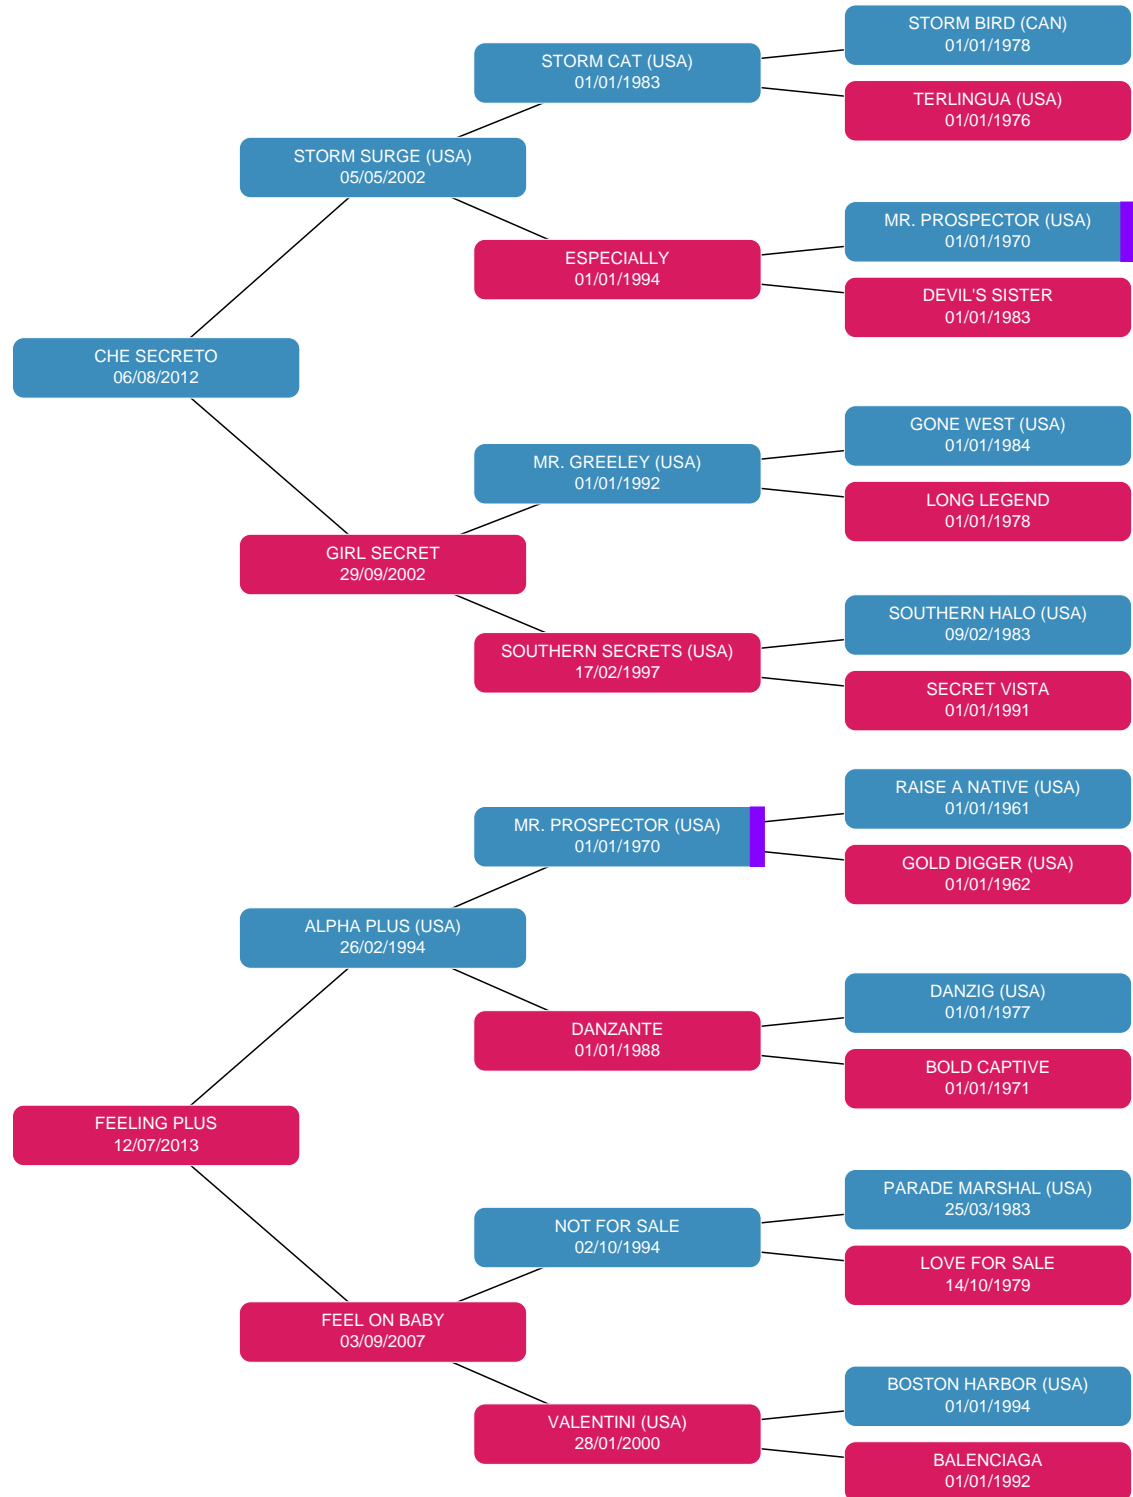 STORM BIRD (CAN)
01/01/1978
STORM CAT (USA)
01/01/1983
TERLINGUA (USA)
01/01/1976
STORM SURGE (USA)
05/05/2002
MR. PROSPECTOR (USA)
01/01/1970
ESPECIALLY
01/01/1994
DEVIL'S SISTER
01/01/1983
CHE SECRETO
06/08/2012
GONE WEST (USA)
01/01/1984
MR. GREELEY (USA)
01/01/1992
LONG LEGEND
01/01/1978
GIRL SECRET
29/09/2002
SOUTHERN HALO (USA)
09/02/1983
SOUTHERN SECRETS (USA)
17/02/1997
SECRET VISTA
01/01/1991
RAISE A NATIVE (USA)
01/01/1961
MR. PROSPECTOR (USA)
01/01/1970
GOLD DIGGER (USA)
01/01/1962
ALPHA PLUS (USA)
26/02/1994
DANZIG (USA)
01/01/1977
DANZANTE
01/01/1988
BOLD CAPTIVE
01/01/1971
FEELING PLUS
12/07/2013
PARADE MARSHAL (USA)
25/03/1983
NOT FOR SALE
02/10/1994
LOVE FOR SALE
14/10/1979
FEEL ON BABY
03/09/2007
BOSTON HARBOR (USA)
01/01/1994
VALENTINI (USA)
28/01/2000
BALENCIAGA
01/01/1992